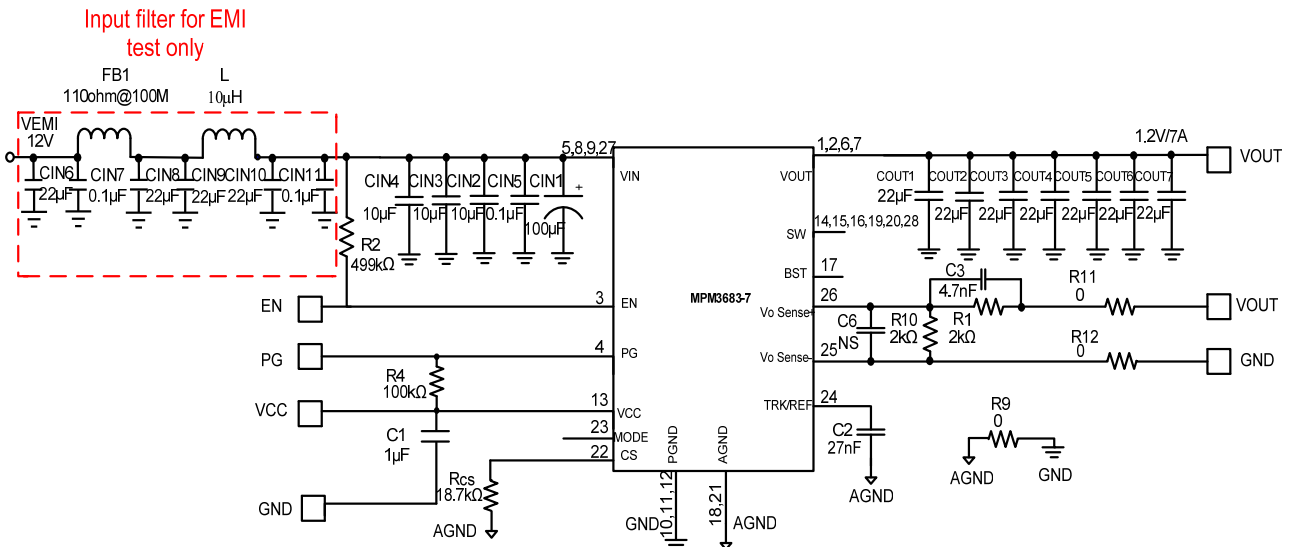 Input filter for EMI
test only
FB1
110ohm@100M
L
10µH
VEMI
12V
CIN6
22µF
CIN7
0.1µF
CIN8
22µF
CIN9
22µF
CIN10
22µF
CIN11
0.1µF
R2
499kΩ
CIN4
10µF
CIN3
10µF
CIN2
10µF
CIN5
0.1µF
CIN1
+
100µF
5,8,9,27
VIN
1,2,6,7
VOUT
1.2V/7A
VOUT
COUT1
22µF
COUT2
22µF
COUT3
22µF
COUT4
22µF
COUT5
22µF
COUT6
22µF
COUT7
22µF
14,15,16,19,20,28
SW
17
BST
MPM3683-7
EN
3
EN
26
Vo Sense+
C3
4.7nF
R11
0
VOUT
C6
NS
R10
2kΩ
R1
2kΩ
PG
4
PG
25
Vo Sense-
R12
0
GND
R4
100kΩ
VCC
13
VCC
24
TRK/REF
C2
27nF
AGND
R9
0
AGND
GND
23
MODE
22
CS
C1
1µF
Rcs
18.7kΩ
AGND
GND
PGND
10,11,12
GND
AGND
18,21
AGND